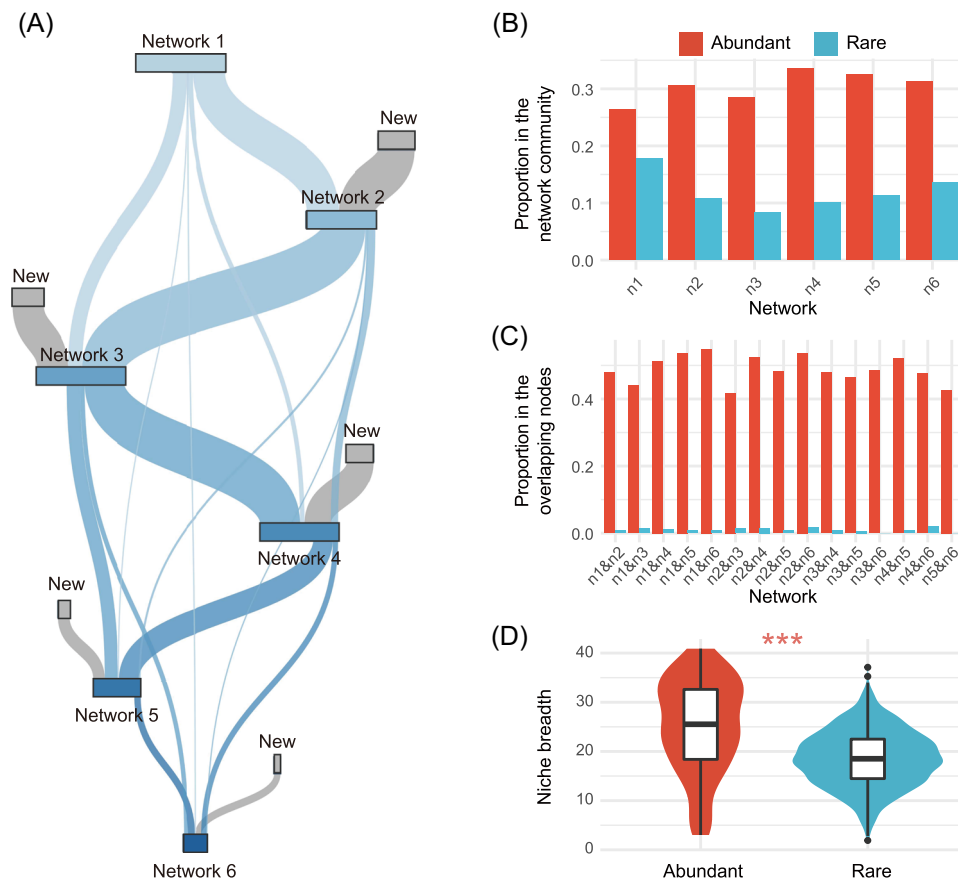 (A)
Network 1
New
Network 2
New
Network 3
New
Network 4
New
Network 5
New
Network 6
(B)
Abundant
Rare
Proportion in the
network community
0.3
0.2
0.1
0.0
n1
n2
n3
n4
n5
n6
Network
(C)
Proportion in the
overlapping nodes
0.4
0.2
0.0
n1&n2
n1&n3
n1&n4
n1&n5
n1&n6
n2&n3
n2&n4
n2&n5
n2&n6
n3&n4
n3&n5
n3&n6
n4&n5
n4&n6
n5&n6
Network
(D)
***
Niche breadth
40
30
20
10
0
Abundant
Rare